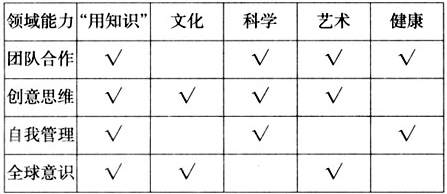 领域能力 “用知识” 文化 科学 艺术 健康
团队合作 √ √ √ √
创意思维 √ √ √ √
自我管理 √ √ √
全球意识 √ √ √